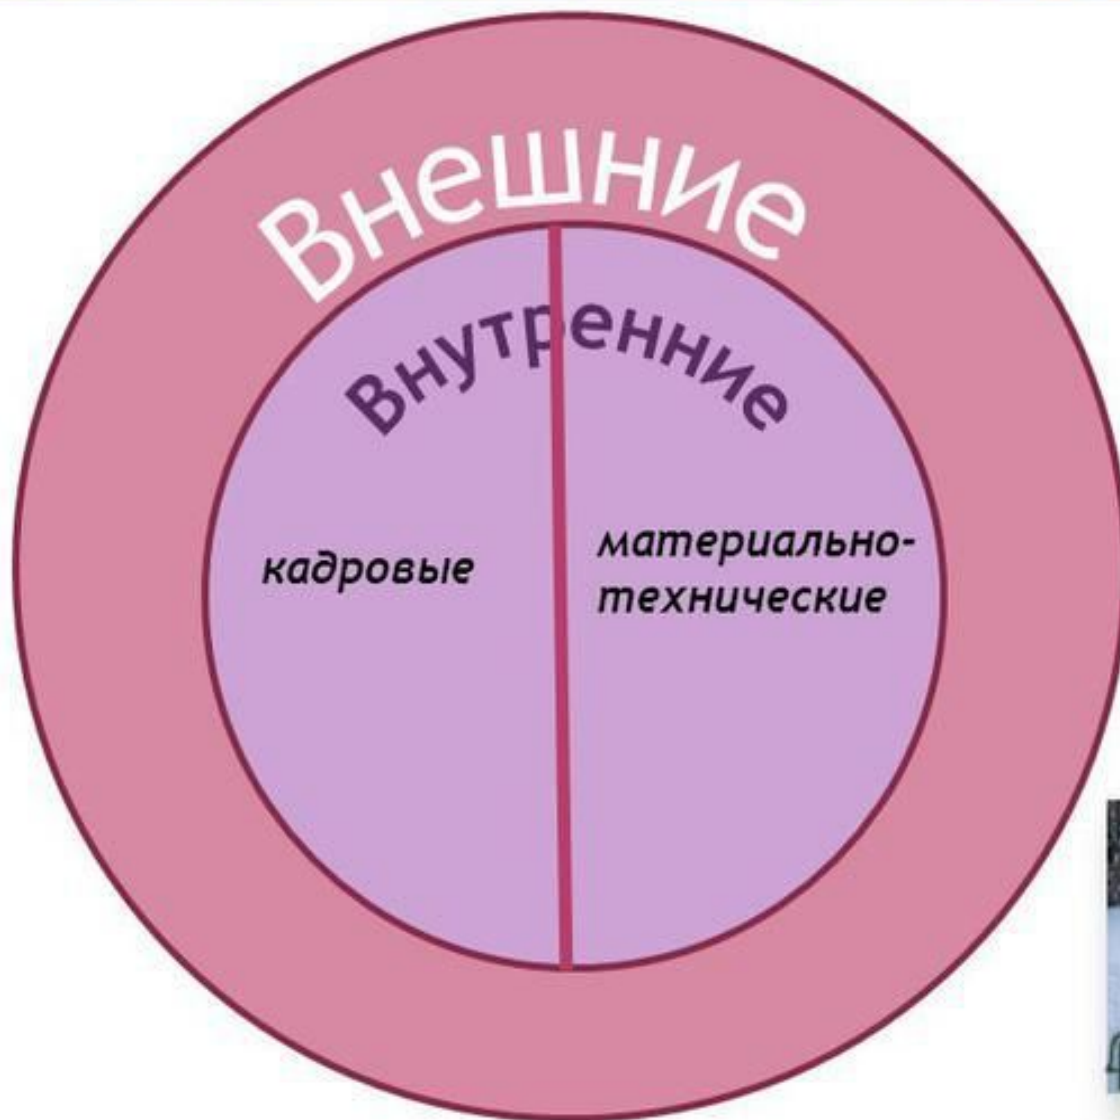 Внешние
Внутренние
кадровые
материально-
технические